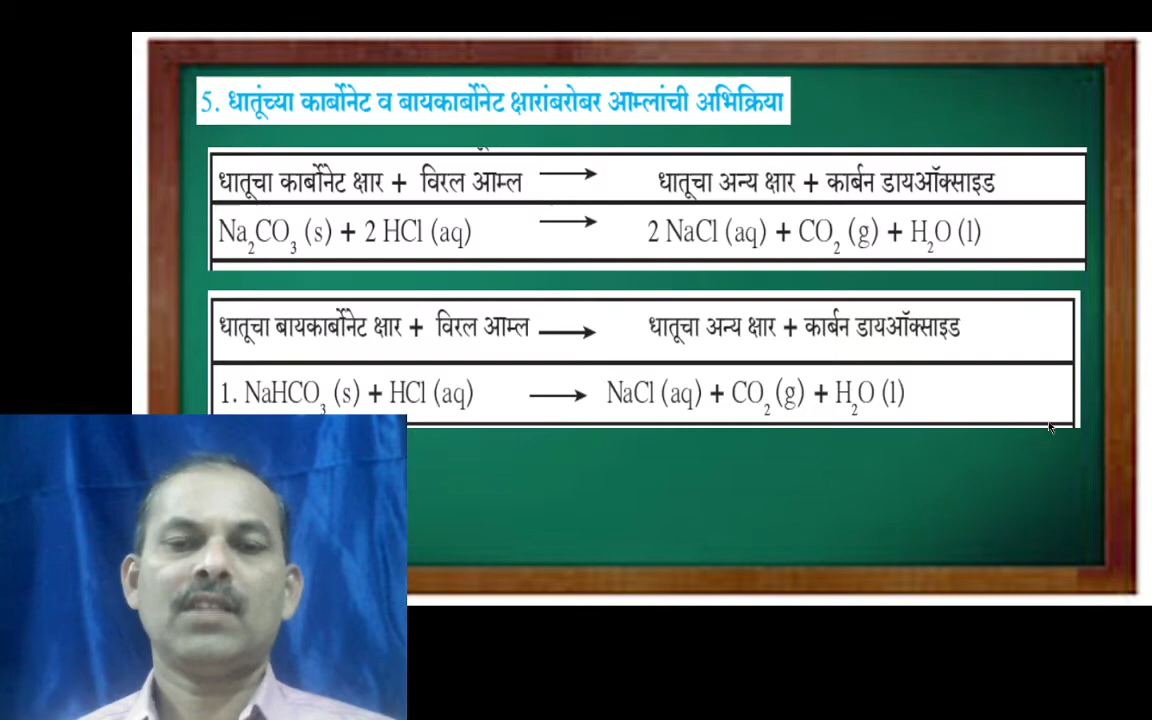 5. धातूंच्या कार्बोनेट व बायकार्बोनेट क्षारांबरोबर आम्लांची अभिक्रिया
धातूचा कार्बोनेट क्षार + विरल आम्ल ⟶ धातूचा अन्य क्षार + कार्बन डायऑक्साइड
Na₂CO₃ (s) + 2 HCl (aq) ⟶ 2 NaCl (aq) + CO₂ (g) + H₂O (l)
धातूचा बायकार्बोनेट क्षार + विरल आम्ल ⟶ धातूचा अन्य क्षार + कार्बन डायऑक्साइड
1. NaHCO₃ (s) + HCl (aq) ⟶ NaCl (aq) + CO₂ (g) + H₂O (l)